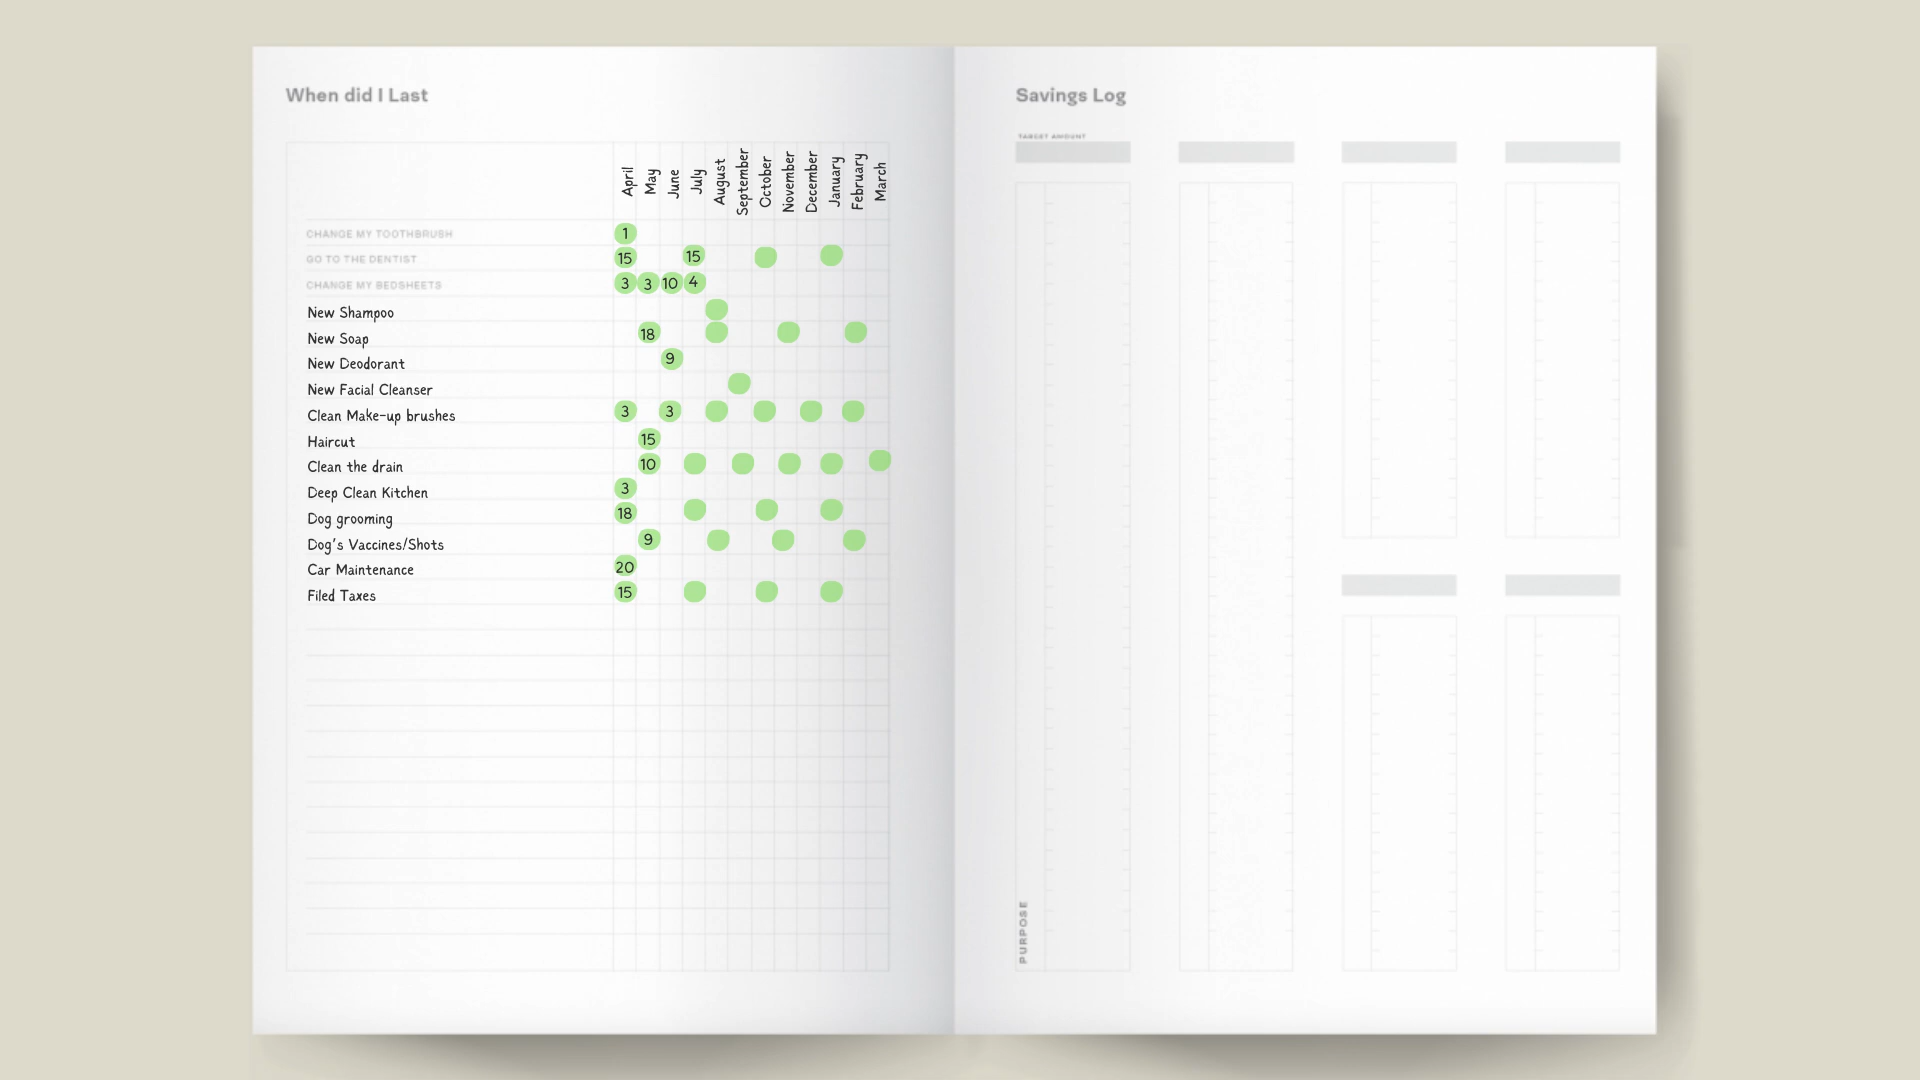 When did I Last
April May June July August September October November December January February March
CHANGE MY TOOTHBRUSH 1
GO TO THE DENTIST 15 15
CHANGE MY BEDSHEETS 3 3 10 4
New Shampoo
New Soap 18
New Deodorant 9
New Facial Cleanser
Clean Make-up brushes 3 3
Haircut 15
Clean the drain 10
Deep Clean Kitchen 3
Dog grooming 18
Dog's Vaccines/Shots 9
Car Maintenance 20
Filed Taxes 15
Savings Log
TARGET AMOUNT
PURPOSE